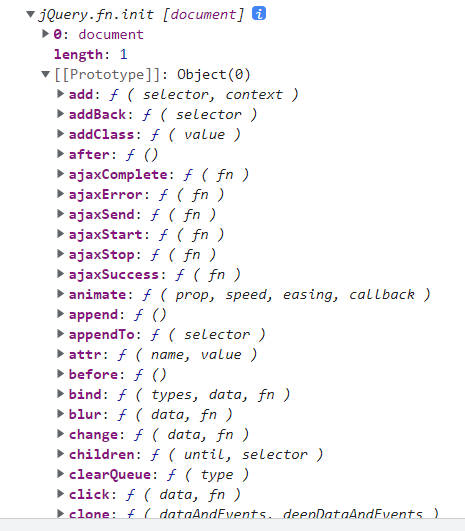 jQuery.fn.init [document] i
0: document
length: 1
[[Prototype]]: Object(0)
add: ƒ ( selector, context )
addBack: ƒ ( selector )
addClass: ƒ ( value )
after: ƒ ()
ajaxComplete: ƒ ( fn )
ajaxError: ƒ ( fn )
ajaxSend: ƒ ( fn )
ajaxStart: ƒ ( fn )
ajaxStop: ƒ ( fn )
ajaxSuccess: ƒ ( fn )
animate: ƒ ( prop, speed, easing, callback )
append: ƒ ()
appendTo: ƒ ( selector )
attr: ƒ ( name, value )
before: ƒ ()
bind: ƒ ( types, data, fn )
blur: ƒ ( data, fn )
change: ƒ ( data, fn )
children: ƒ ( until, selector )
clearQueue: ƒ ( type )
click: ƒ ( data, fn )
clone: ƒ ( dataAndEvents, deepDataAndEvents )